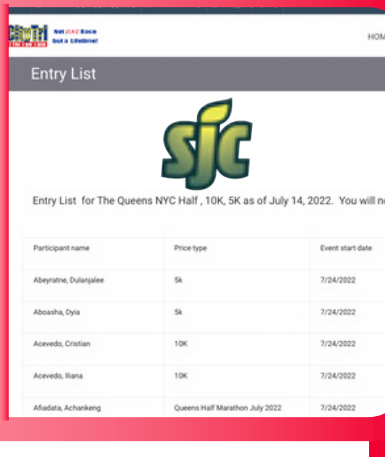 CityTri Not ONE Race
but a Lifetime!
HOM
Entry List
sjc
Entry List for The Queens NYC Half , 10K, 5K as of July 14, 2022. You will n
Participant name Price type Event start date
Abeyratne, Dulanjalee 5k 7/24/2022
Aboasha, Dyia 5k 7/24/2022
Acevedo, Cristian 10K 7/24/2022
Acevedo, Iliana 10K 7/24/2022
Afiadata, Achankeng Queens Half Marathon July 2022 7/24/2022